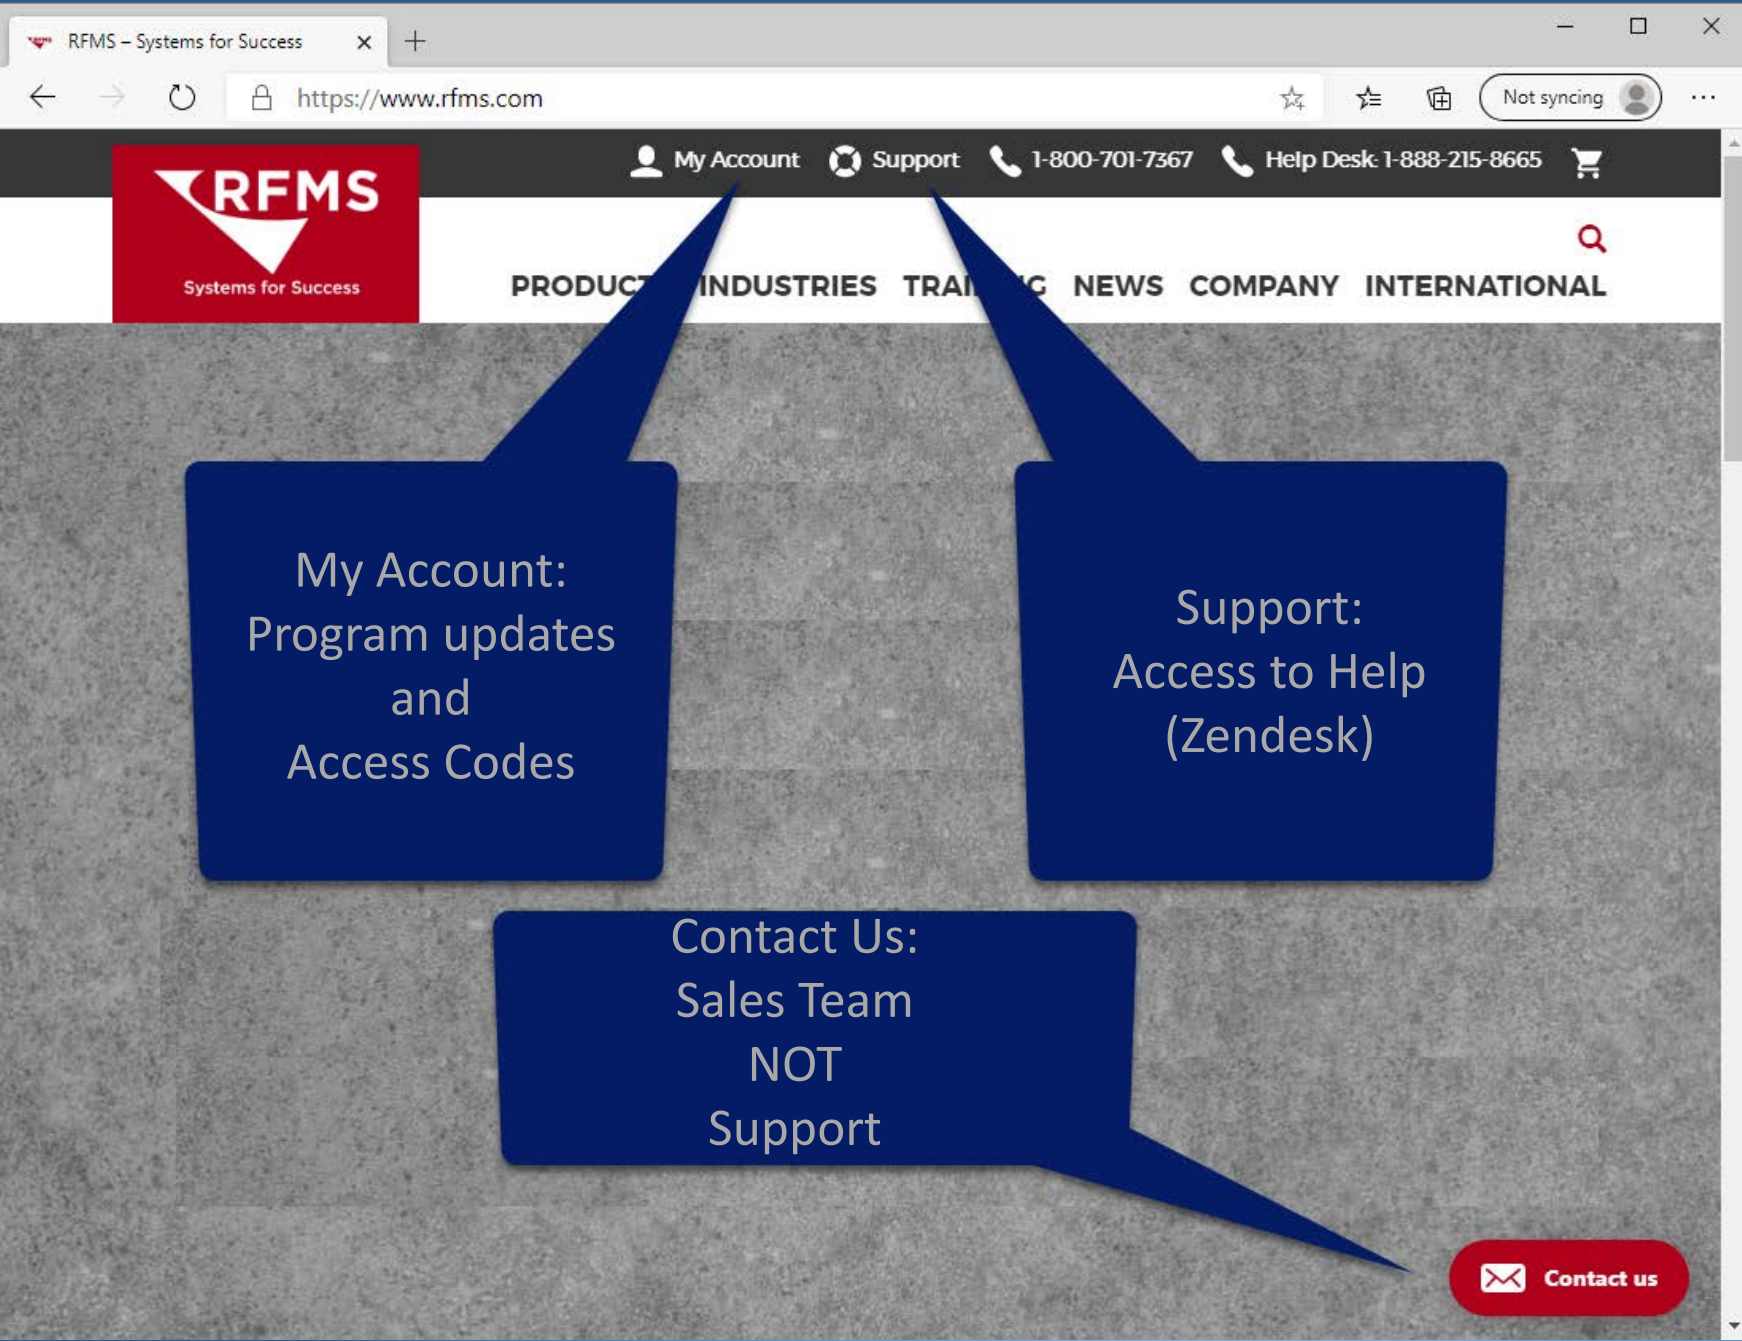 RFMS – Systems for Success
https://www.rfms.com
Not syncing
My Account
Support
1-800-701-7367
Help Desk: 1-888-215-8665
RFMS
Systems for Success
INDUSTRIES
NEWS
COMPANY
INTERNATIONAL
My Account:
Program updates
and
Access Codes
Support:
Access to Help
(Zendesk)
Contact Us:
Sales Team
NOT
Support
Contact us